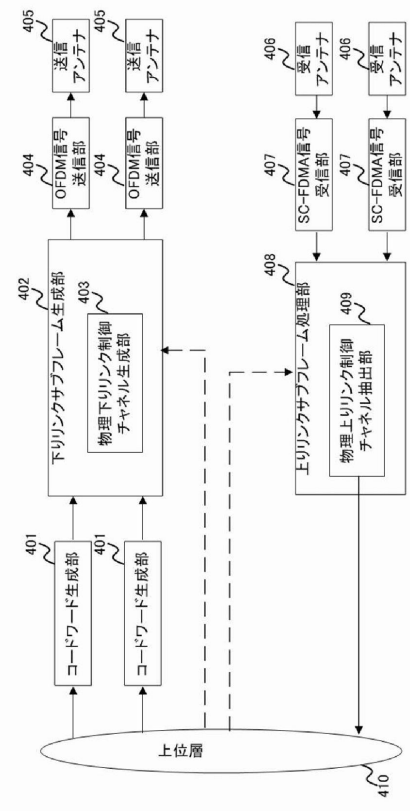 上位層
410
コードワード生成部
401
コードワード生成部
401
下りリンクサブフレーム生成部
402
物理下りリンク制御
チャネル生成部
403
OFDM信号
送信部
404
OFDM信号
送信部
404
送信
アンテナ
405
送信
アンテナ
405
上りリンクサブフレーム処理部
408
物理上りリンク制御
チャネル抽出部
409
SC-FDMA信号
受信部
407
SC-FDMA信号
受信部
407
受信
アンテナ
406
受信
アンテナ
406